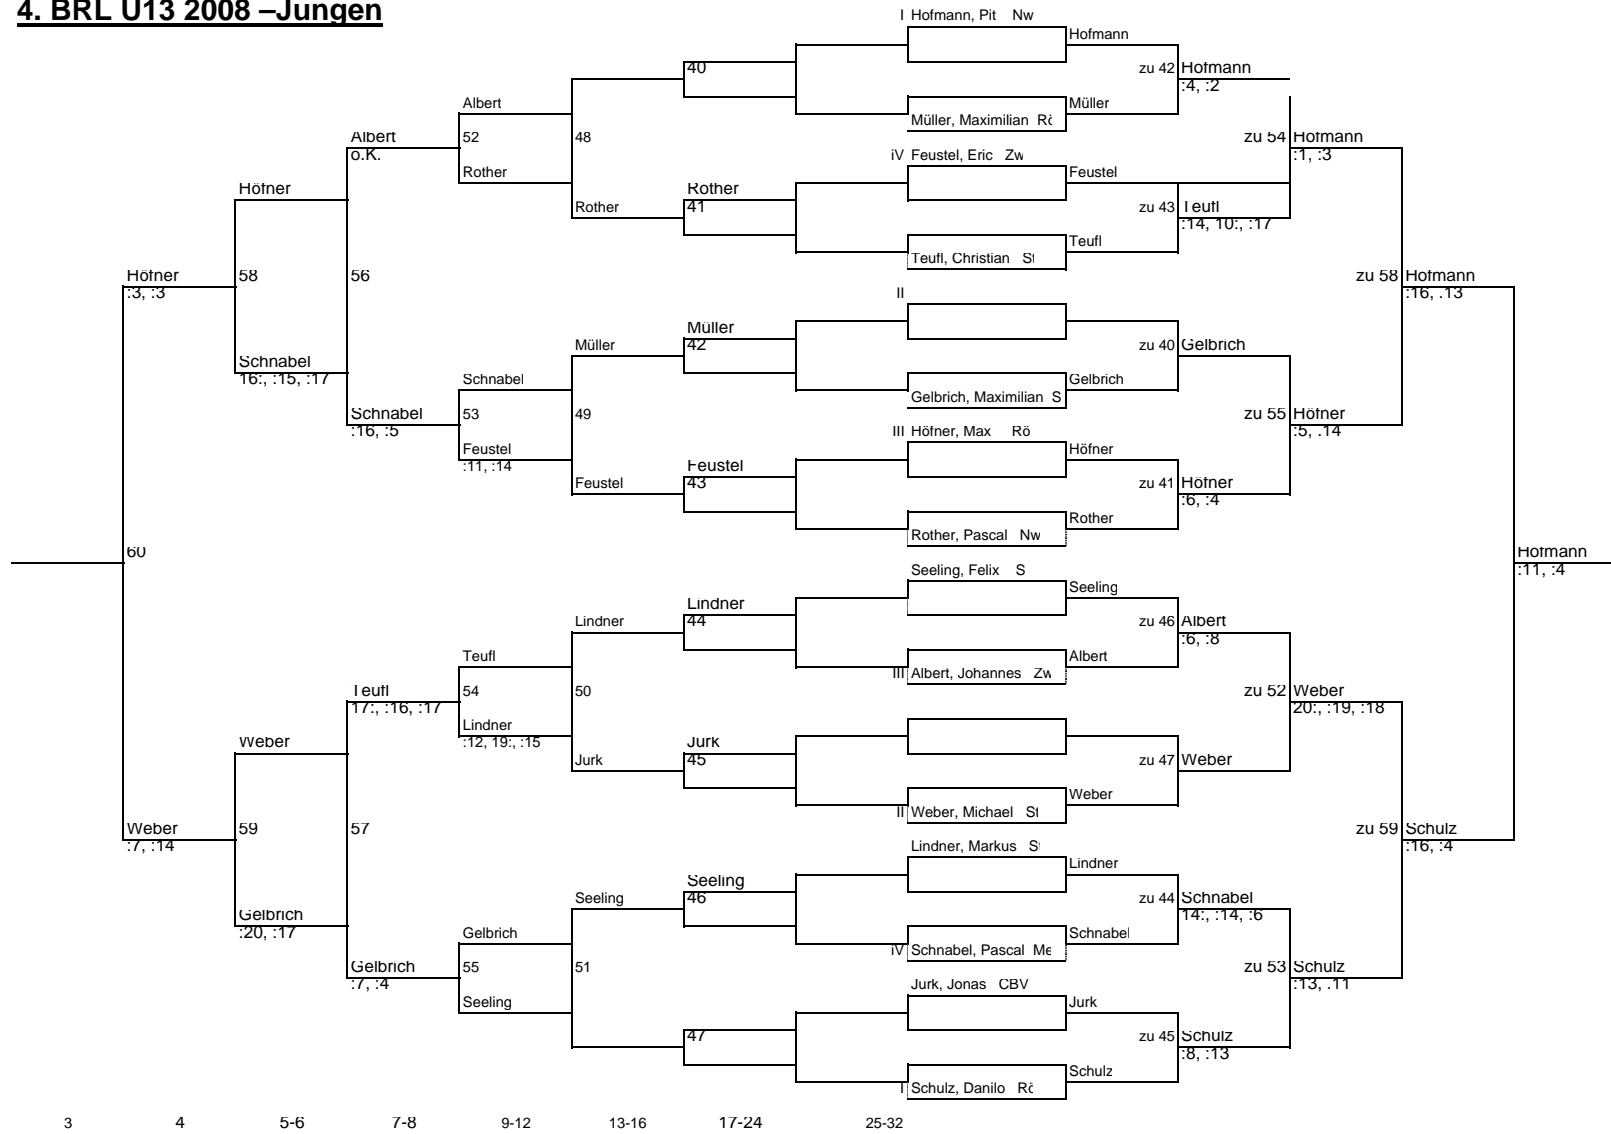 4. BRL U13 2008 –Jungen
I Hofmann, Pit Nw
Hofmann
40
zu 42 Hofmann
:4, :2
Albert
Müller
Müller, Maximilian
Albert
o.K.
52
48
zu 54 Hofmann
:1, :3
iV Feustel, Eric Zw
Rother
Feustel
Höfner
Rother
Rother
41
zu 43 Teufl
:14, 10:, :17
Teufl
Teufl, Christian
Höfner
:3, :3
58
56
zu 58 Hofmann
:16, .13
II
Müller
42
Müller
zu 40 Gelbrich
Schnabel
16:, :15, :17
Schnabel
Gelbrich
Gelbrich, Maximilian S
Schnabel
:16, :5
53
49
zu 55 Höfner
:5, .14
III Höfner, Max Rö
Feustel
:11, :14
Höfner
Feustel
43
Feustel
zu 41 Höfner
:6, :4
Rother
Rother, Pascal Nw
60
Hofmann
:11, :4
Seeling, Felix S
Seeling
Lindner
44
Lindner
zu 46 Albert
:6, :8
Teufl
Albert
III Albert, Johannes Zw
Teufl
17:, :16, :17
54
50
zu 52 Weber
20:, :19, :18
Lindner
:12, 19:, :15
Weber
Jurk
45
Jurk
zu 47 Weber
Weber
II Weber, Michael
Weber
:7, :14
59
57
zu 59 Schulz
:16, :4
Lindner, Markus
Lindner
Seeling
46
Seeling
zu 44 Schnabel
14:, :14, :6
Gelbrich
:20, :17
Gelbrich
Schnabel
iV Schnabel, Pascal Me
Gelbrich
:7, :4
55
51
zu 53 Schulz
:13, .11
Jurk, Jonas CBV
Seeling
Jurk
47
zu 45 Schulz
:8, :13
Schulz
I Schulz, Danilo
3 4 5-6 7-8 9-12 13-16 17-24 25-32